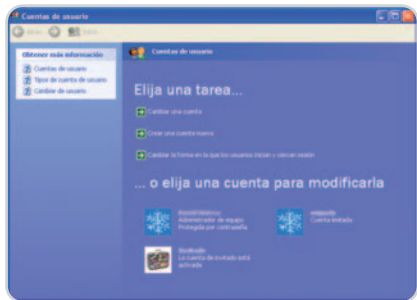 Cuentas de usuario
Atrás
Inicio
Obtener más información
Cuentas de usuario
Tipos de cuenta de usuario
Cambio de usuario
Cuentas de usuario
Elija una tarea...
Cambiar una cuenta
Crear una cuenta nueva
Cambiar la forma en la que los usuarios inician y cierran sesión
... o elija una cuenta para modificarla
Administrador de equipo
Protegida por contraseña
Cuenta limitada
Invitado
La cuenta de invitado está
activada